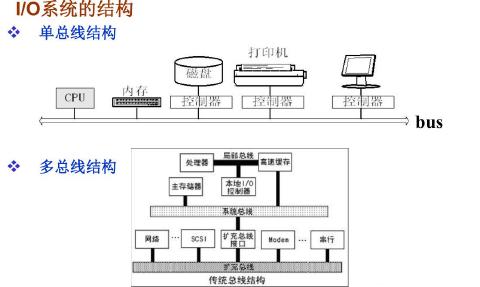 I/O系统的结构
单总线结构
打印机
磁盘
CPU 内存 控制器 控制器 控制器
bus
多总线结构
处理器 局部总线 高速缓存
主存储器 本地I/O控制器
系统总线
网络 … SCSI 扩充总线接口 Modem … 串行
扩充总线
传统总线结构